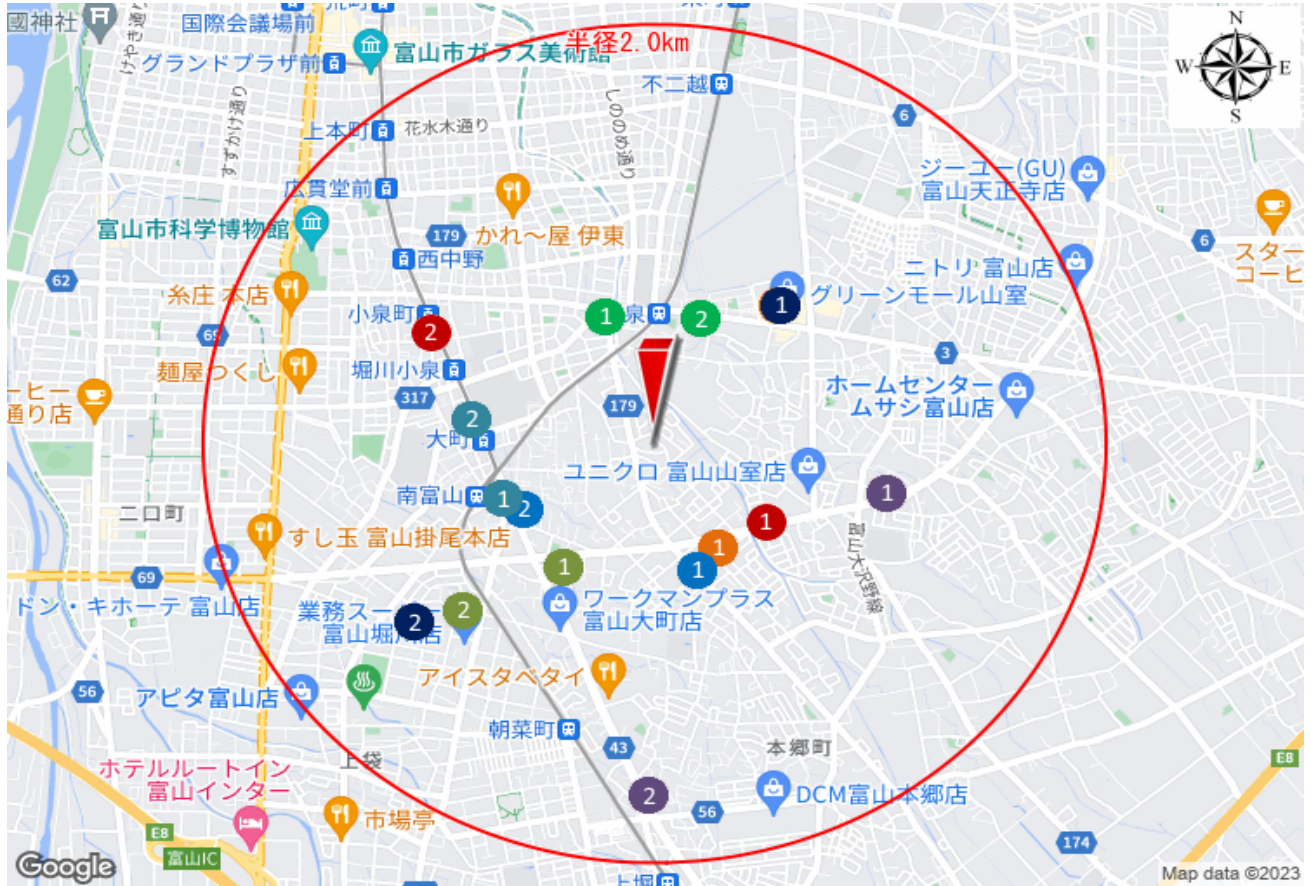 國神社
国際会議場前
荒町
けやき通り
グランドプラザ前
富山市ガラス美術館
半径2.0km
不二越
N
W
E
S
すずかけ通り
上本町
花水木通り
しののめ通り
6
広貫堂前
ジーユー(GU)
富山天正寺店
富山市科学博物館
179
かれ〜屋 伊東
西中野
6
スター
コーヒ
62
糸庄 本店
ニトリ 富山店
グリーンモール山室
小泉町
2
1
泉
2
1
69
麺屋つくし
堀川小泉
3
ーヒー
通り店
317
179
ホームセンター
ムサシ富山店
2
大町
ユニクロ 富山山室店
南富山
1
2
1
二口町
すし玉 富山掛尾本店
1
富山大沢野線
1
1
1
69
ドン・キホーテ 富山店
業務スー
富山堀川店
2
2
ワークマンプラス
富山大町店
アイスタベタイ
56
アピタ富山店
朝菜町
43
本郷町
上袋
ホテルルートイン
富山インター
E8
2
56
DCM富山本郷店
市場亭
E8
富山IC
174
上堀
Google
Map data ©2023